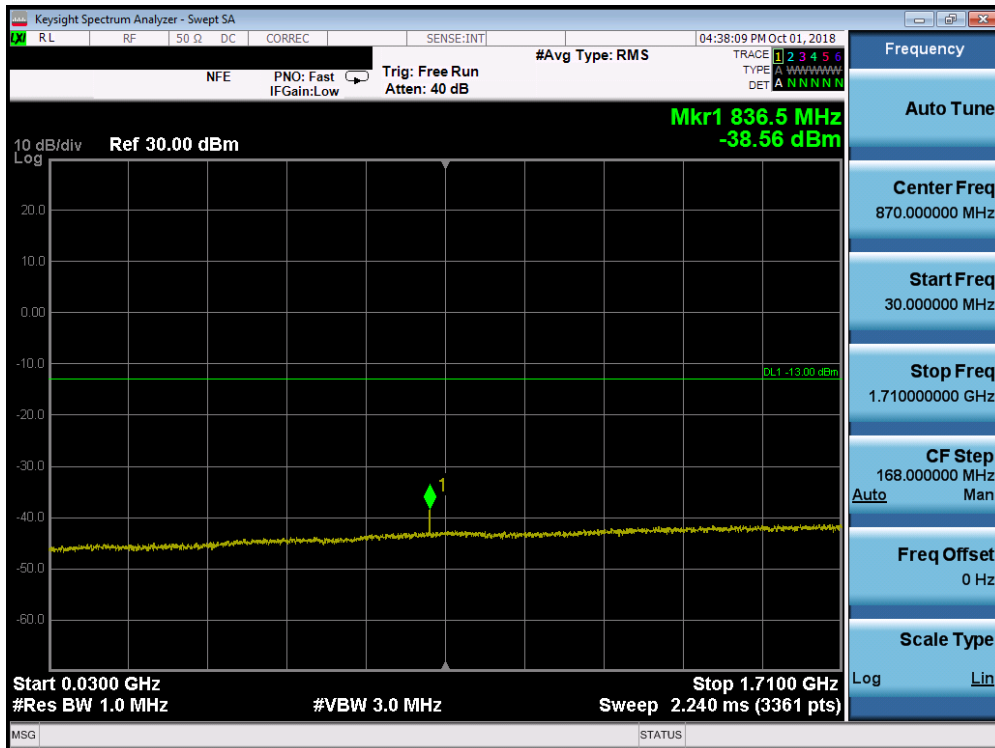 Keysight Spectrum Analyzer - Swept SA
LXI RL RF 50 Ω DC CORREC SENSE:INT 04:38:09 PM Oct 01, 2018
#Avg Type: RMS TRACE 1 2 3 4 5 6
NFE PNO: Fast Trig: Free Run TYPE A WWWWW
IFGain:Low Atten: 40 dB DET A N N N N N
Mkr1 836.5 MHz
-38.56 dBm
10 dB/div Ref 30.00 dBm
Log
20.0
10.0
0.00
-10.0
DL1 -13.00 dBm
-20.0
-30.0
1
-40.0
-50.0
-60.0
Start 0.0300 GHz Stop 1.7100 GHz
#Res BW 1.0 MHz #VBW 3.0 MHz Sweep 2.240 ms (3361 pts)
MSG STATUS
Frequency
Auto Tune
Center Freq
870.000000 MHz
Start Freq
30.000000 MHz
Stop Freq
1.710000000 GHz
CF Step
168.000000 MHz
Auto Man
Freq Offset
0 Hz
Scale Type
Log Lin